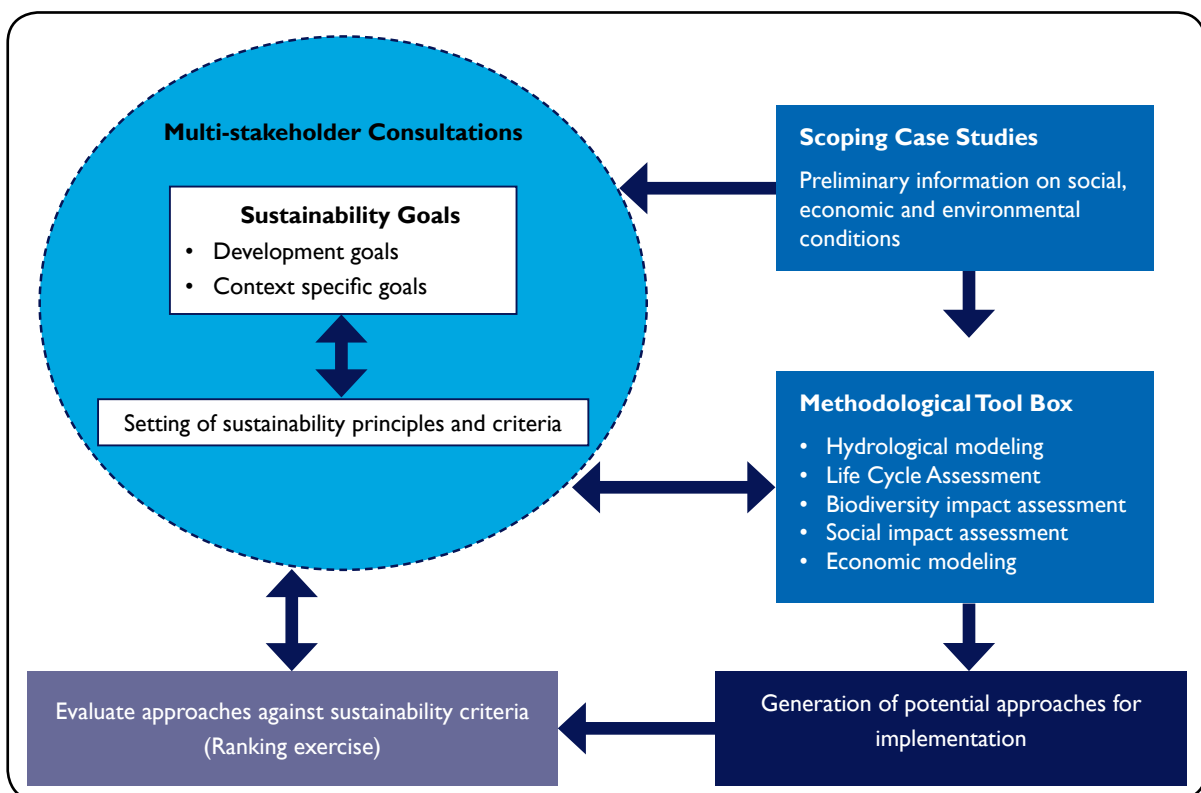 Multi-stakeholder Consultations
Sustainability Goals
• Development goals
• Context specific goals
Setting of sustainability principles and criteria
Scoping Case Studies
Preliminary information on social,
economic and environmental
conditions
Methodological Tool Box
• Hydrological modeling
• Life Cycle Assessment
• Biodiversity impact assessment
• Social impact assessment
• Economic modeling
Evaluate approaches against sustainability criteria
(Ranking exercise)
Generation of potential approaches for
implementation